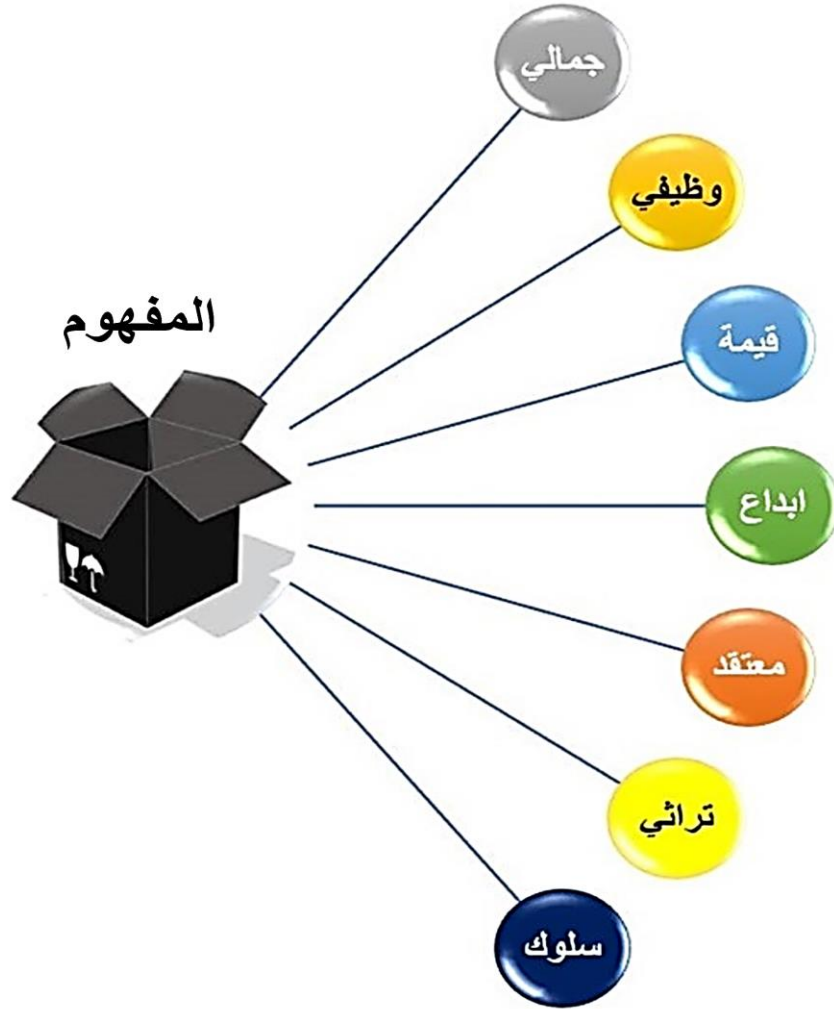 جمالي
وظيفي
قيمة
المفهوم
ابداع
معتقد
تراثي
سلوك